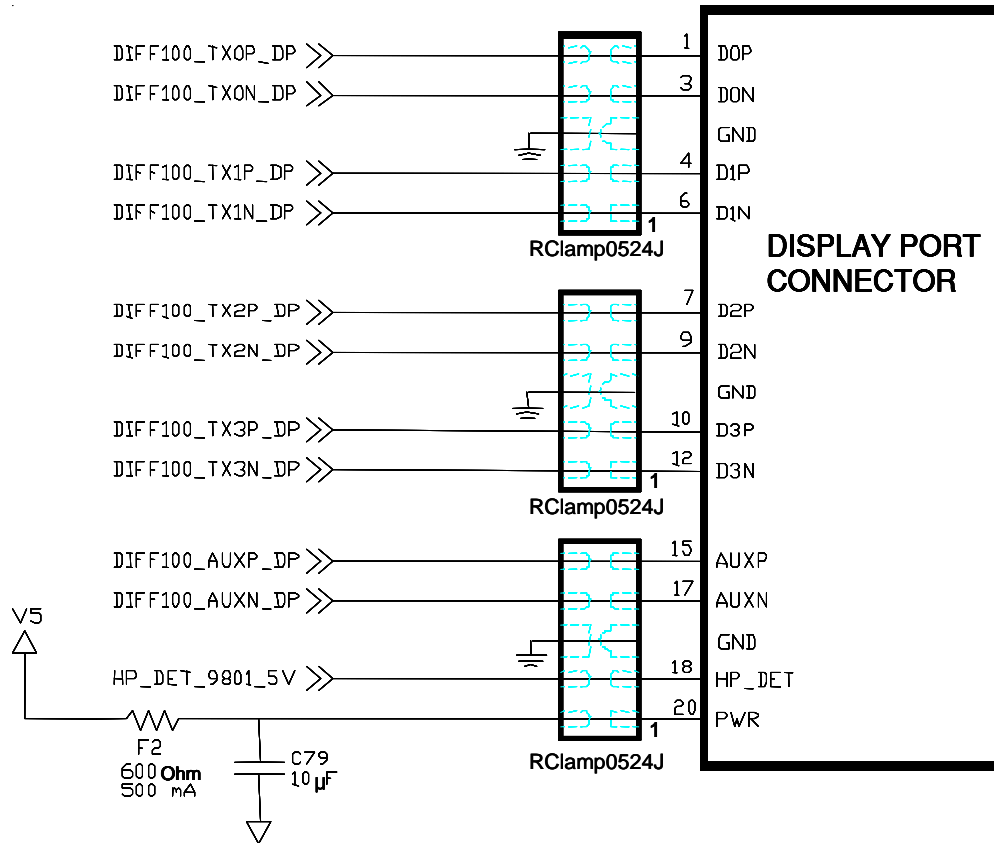 DIFF100_TX0P_DP 1 D0P
DIFF100_TX0N_DP 3 D0N
GND
DIFF100_TX1P_DP 4 D1P
DIFF100_TX1N_DP 6 D1N
1
RClamp0524J
DISPLAY PORT
CONNECTOR
DIFF100_TX2P_DP 7 D2P
DIFF100_TX2N_DP 9 D2N
GND
DIFF100_TX3P_DP 10 D3P
DIFF100_TX3N_DP 12 D3N
1
RClamp0524J
DIFF100_AUXP_DP 15 AUXP
DIFF100_AUXN_DP 17 AUXN
V5
GND
HP_DET_9801_5V 18 HP_DET
20 PWR
1
F2
600 Ohm
500 mA
C79
10 µF
RClamp0524J